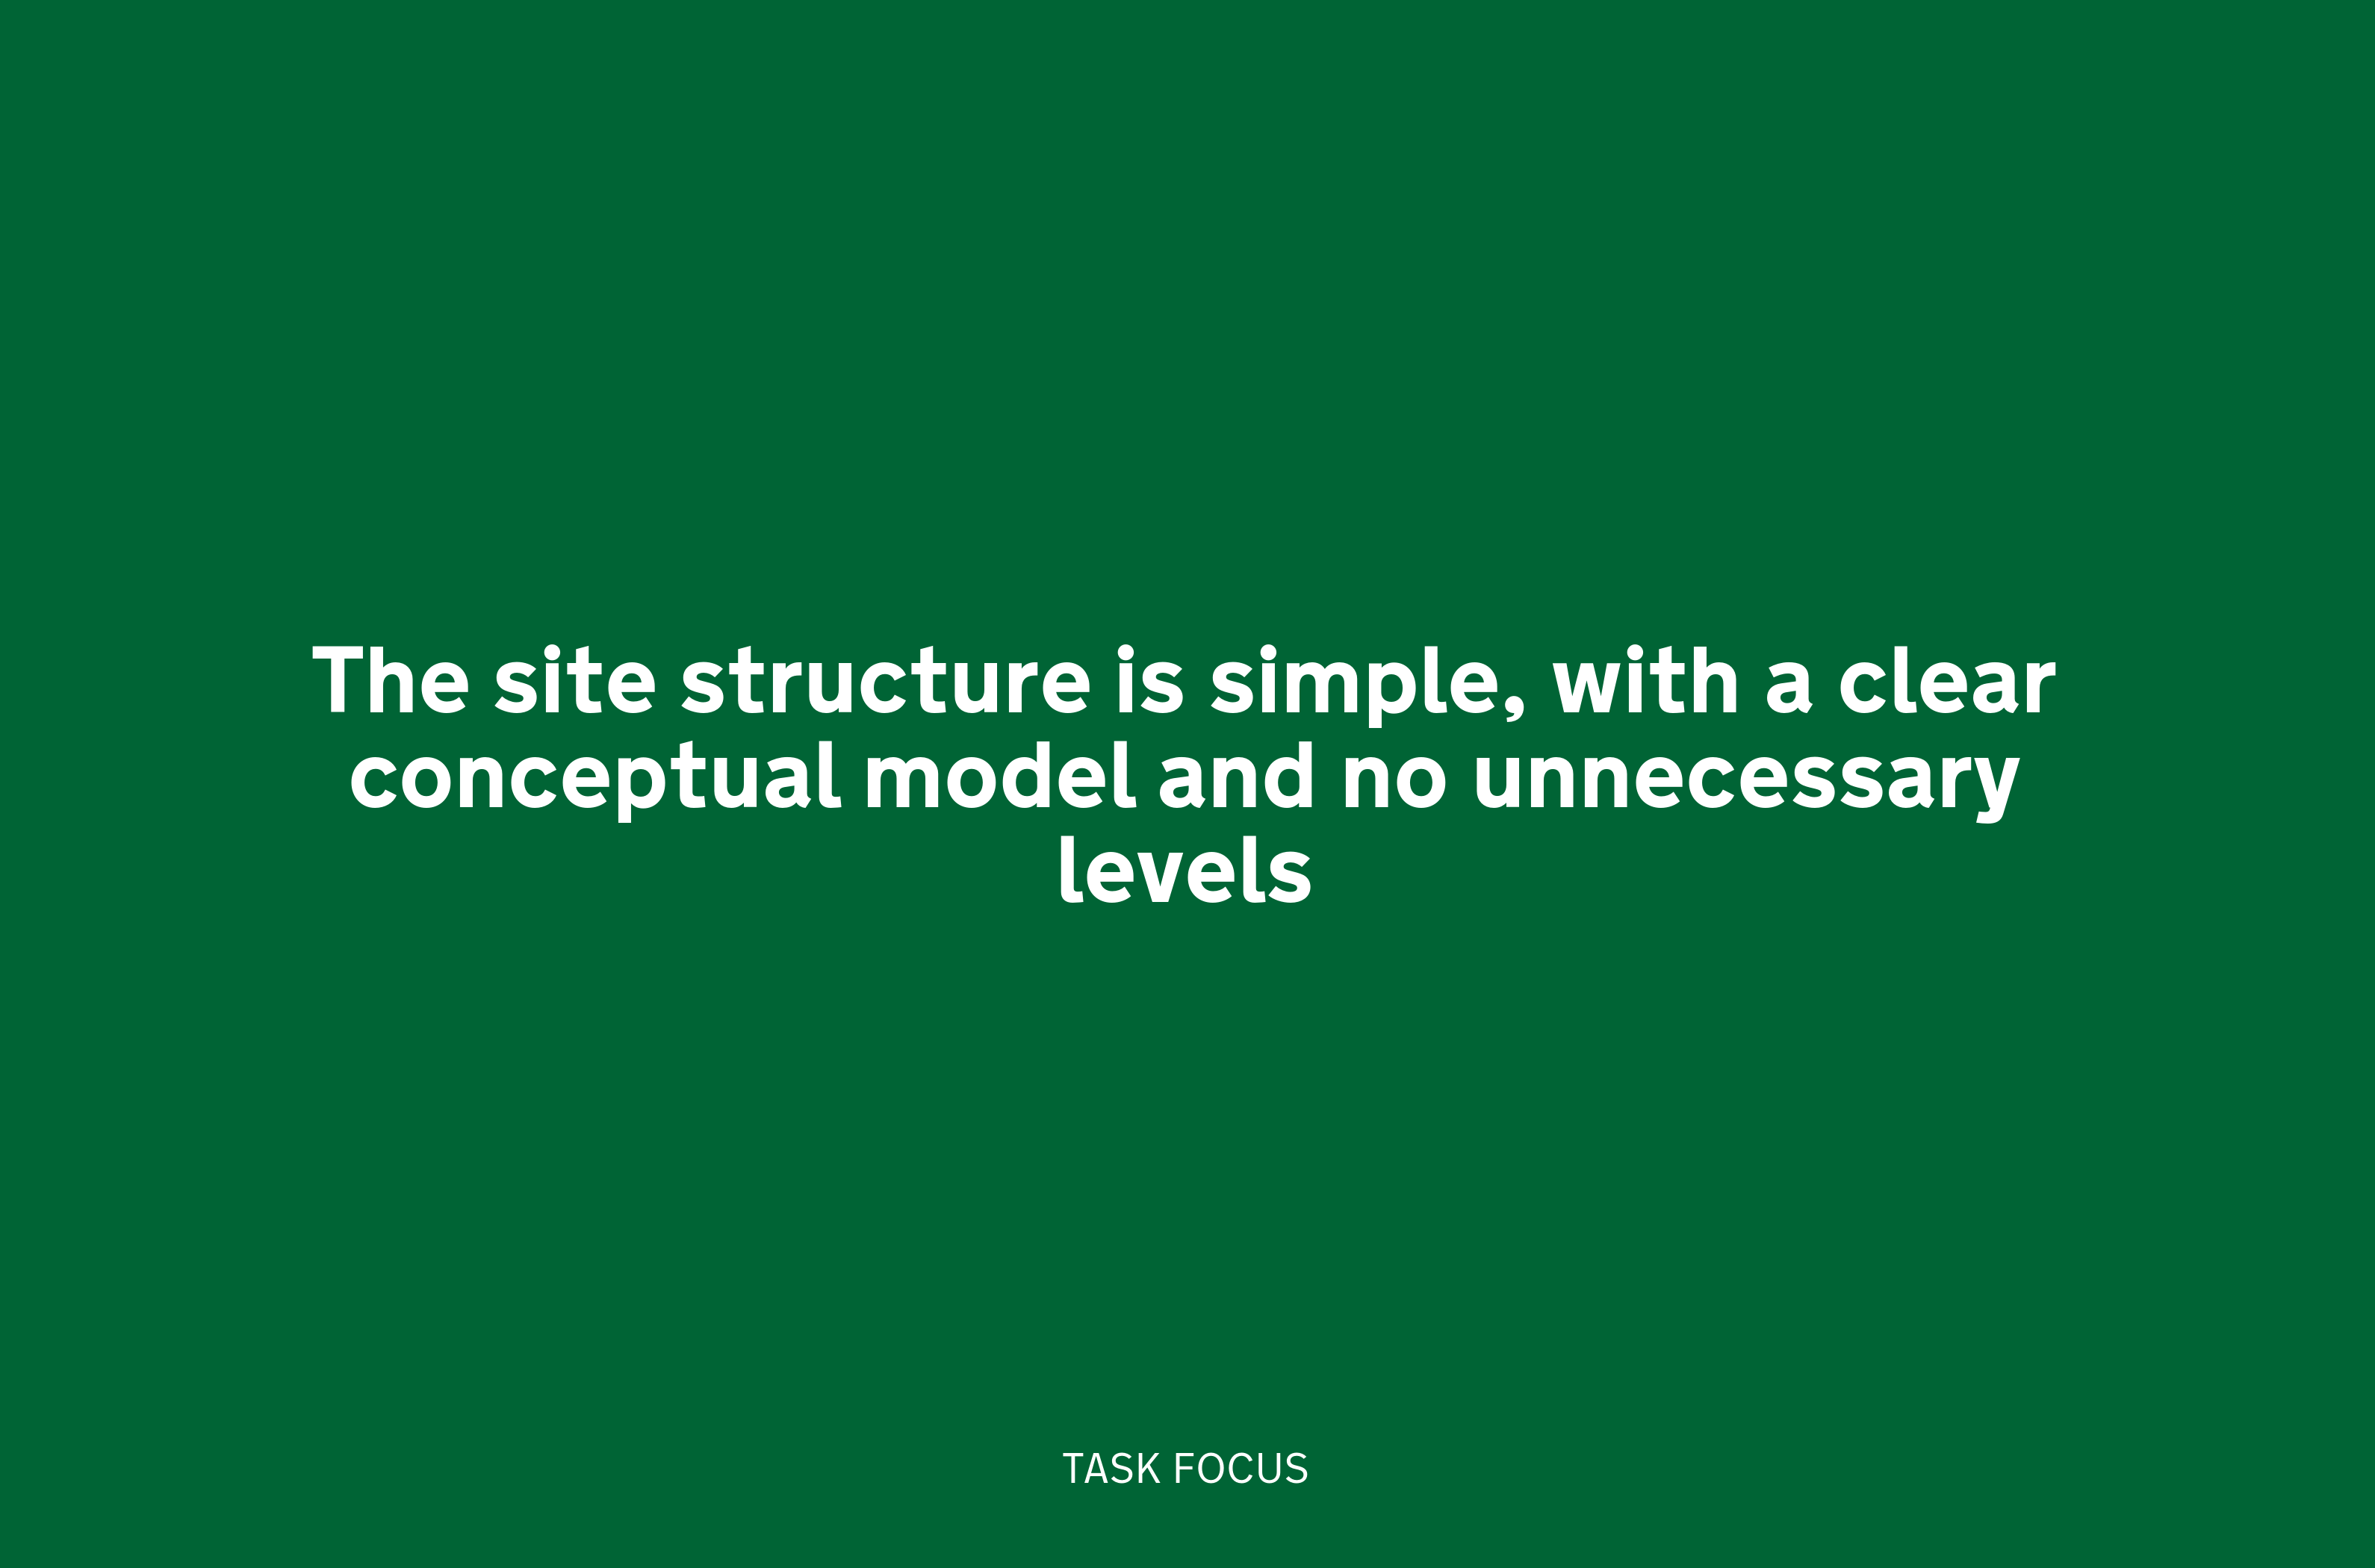 The site structure is simple, with a clear
conceptual model and no unnecessary
levels
TASK FOCUS